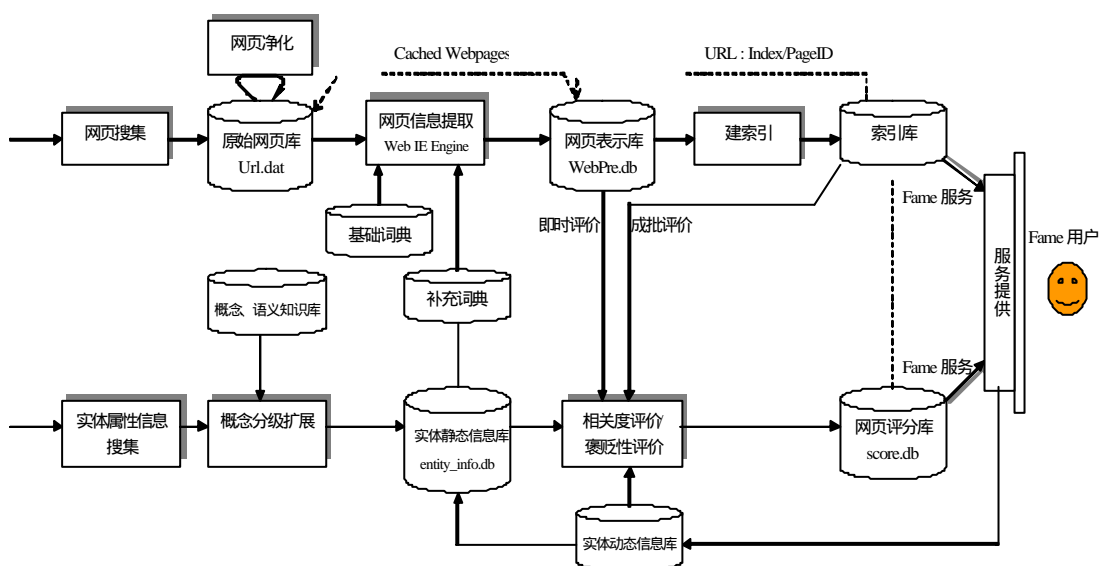 网页净化
Cached Webpages
URL : Index/PageID
网页搜集
原始网页库
Url.dat
网页信息提取
Web IE Engine
网页表示库
WebPre.db
建索引
索引库
基础词典
即时评价
成批评价
Fame 服务
Fame 用户
服务提供
概念、语义知识库
补充词典
Fame 服务
实体属性信息
搜集
概念分级扩展
实体静态信息库
entity_info.db
相关度评价/
褒贬性评价
网页评分库
score.db
实体动态信息库